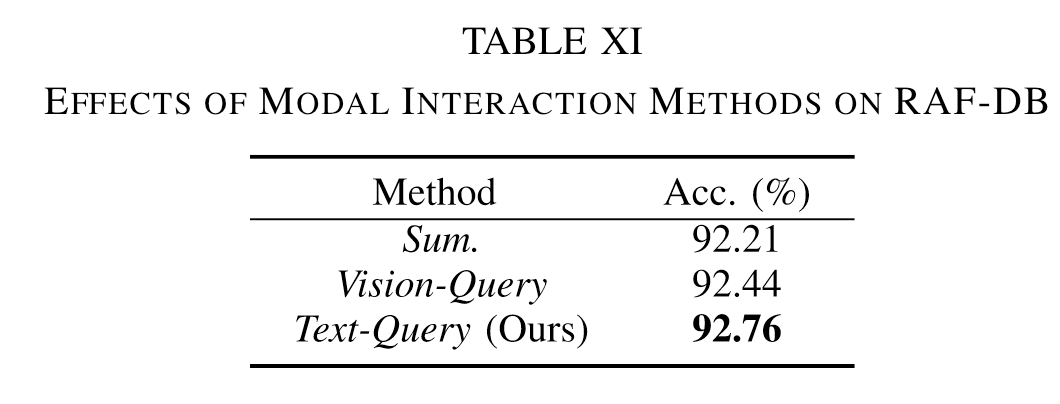 TABLE XI
EFFECTS OF MODAL INTERACTION METHODS ON RAF-DB
Method Acc. (%)
Sum. 92.21
Vision-Query 92.44
Text-Query (Ours) 92.76